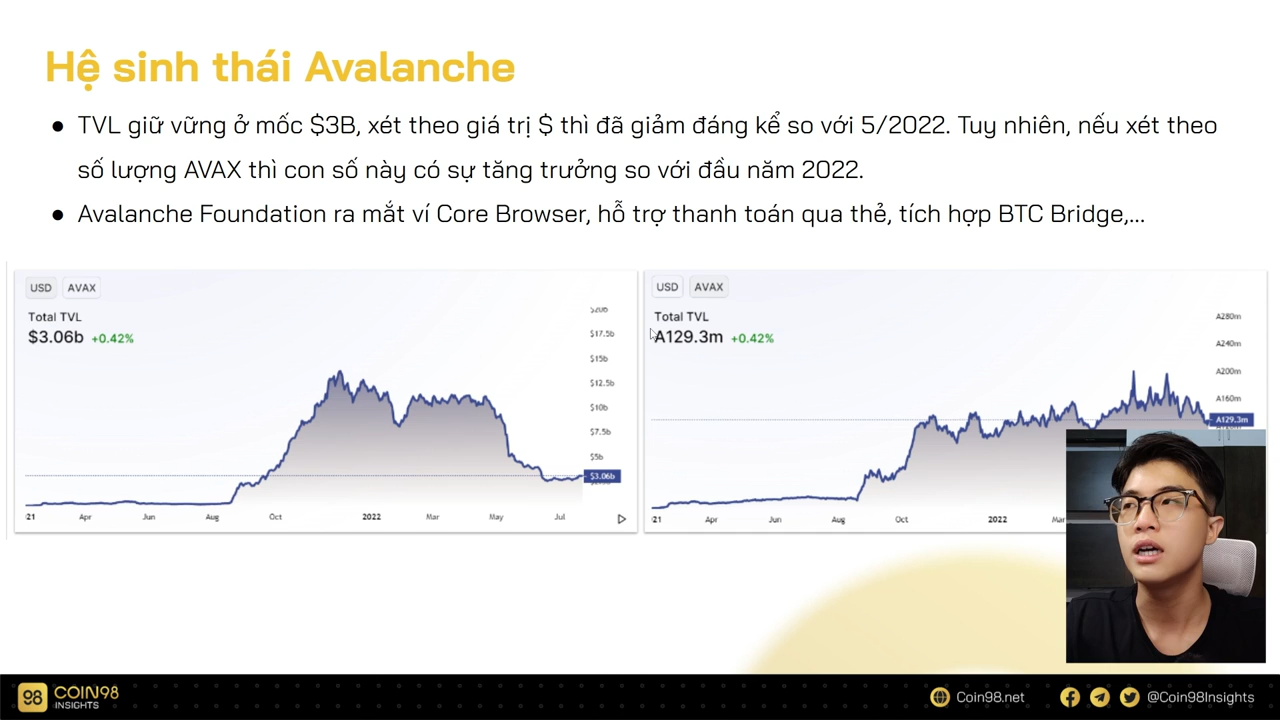 Hệ sinh thái Avalanche
● TVL giữ vững ở mốc $3B, xét theo giá trị $ thì đã giảm đáng kể so với 5/2022. Tuy nhiên, nếu xét theo
số lượng AVAX thì con số này có sự tăng trưởng so với đầu năm 2022.
● Avalanche Foundation ra mắt ví Core Browser, hỗ trợ thanh toán qua thẻ, tích hợp BTC Bridge,...
USD AVAX
Total TVL
$3.06b +0.42%
$20b
$17.5b
$15b
$12.5b
$10b
$7.5b
$5b
$3.06b
'21 Apr Jun Aug Oct 2022 Mar May Jul
USD AVAX
Total TVL
A129.3m +0.42%
A280m
A240m
A200m
A160m
A129.3m
'21 Apr Jun Aug Oct 2022 Mar
98 COIN98
INSIGHTS
Coin98.net
@Coin98Insights